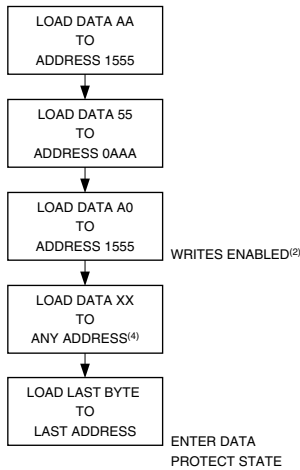 LOAD DATA AA
TO
ADDRESS 1555
LOAD DATA 55
TO
ADDRESS 0AAA
LOAD DATA A0
TO
ADDRESS 1555
WRITES ENABLED(2)
LOAD DATA XX
TO
ANY ADDRESS(4)
LOAD LAST BYTE
TO
LAST ADDRESS
ENTER DATA
PROTECT STATE